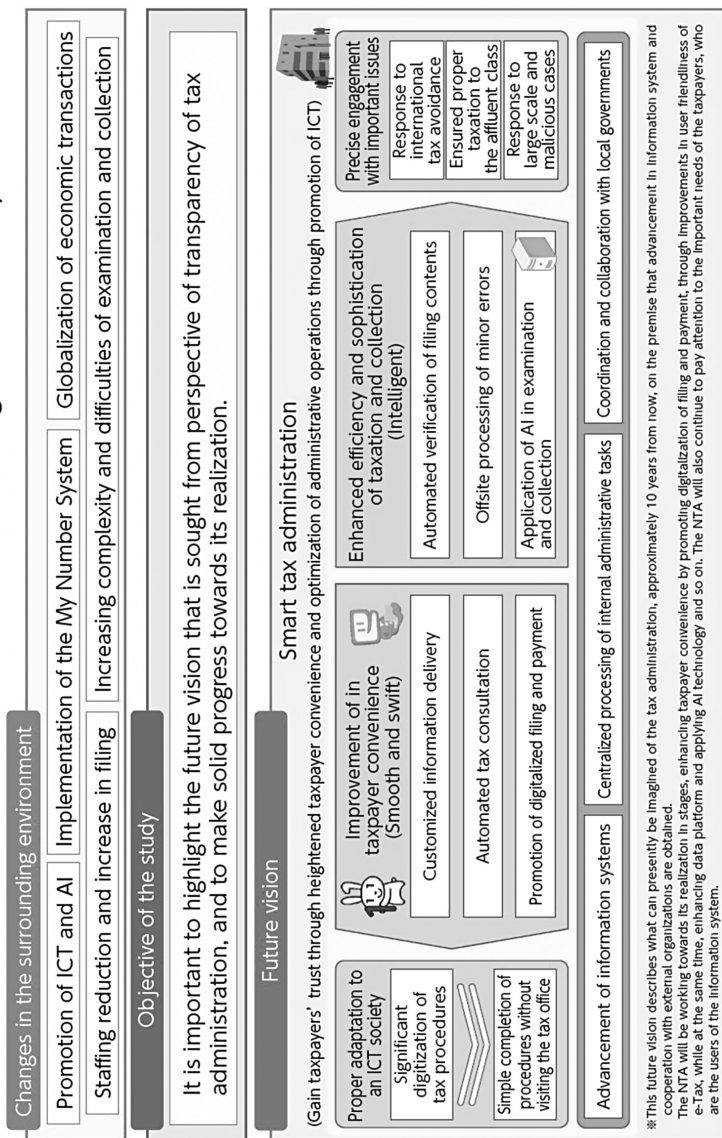 Changes in the surrounding environment
Promotion of ICT and AI
Implementation of the My Number System
Globalization of economic transactions
Staffing reduction and increase in filing
Increasing complexity and difficulties of examination and collection
Objective of the study
It is important to highlight the future vision that is sought from perspective of transparency of tax
administration, and to make solid progress towards its realization.
Future vision
Smart tax administration
(Gain taxpayers' trust through heightened taxpayer convenience and optimization of administrative operations through promotion of ICT)
Proper adaptation to
an ICT society
Significant
digitization of
tax procedures
Simple completion of
procedures without
visiting the tax office
Improvement of in
taxpayer convenience
(Smooth and swift)
Customized information delivery
Automated tax consultation
Promotion of digitalized filing and payment
Enhanced efficiency and sophistication
of taxation and collection
(Intelligent)
Automated verification of filing contents
Offsite processing of minor errors
Application of AI in examination
and collection
Precise engagement
with important issues
Response to
international
tax avoidance
Ensured proper
taxation to
the affluent class
Response to
large scale and
malicious cases
Advancement of information systems
Centralized processing of internal administrative tasks
Coordination and collaboration with local governments
※This future vision describes what can presently be imagined of the tax administration, approximately 10 years from now, on the premise that advancement in information system and
cooperation with external organizations are obtained.
The NTA will be working towards its realization in stages, enhancing taxpayer convenience by promoting digitalization of filing and payment, through improvements in user friendliness of
e-Tax, while at the same time, enhancing data platform and applying AI technology and so on. The NTA will also continue to pay attention to the important needs of the taxpayers, who
are the users of the information system.